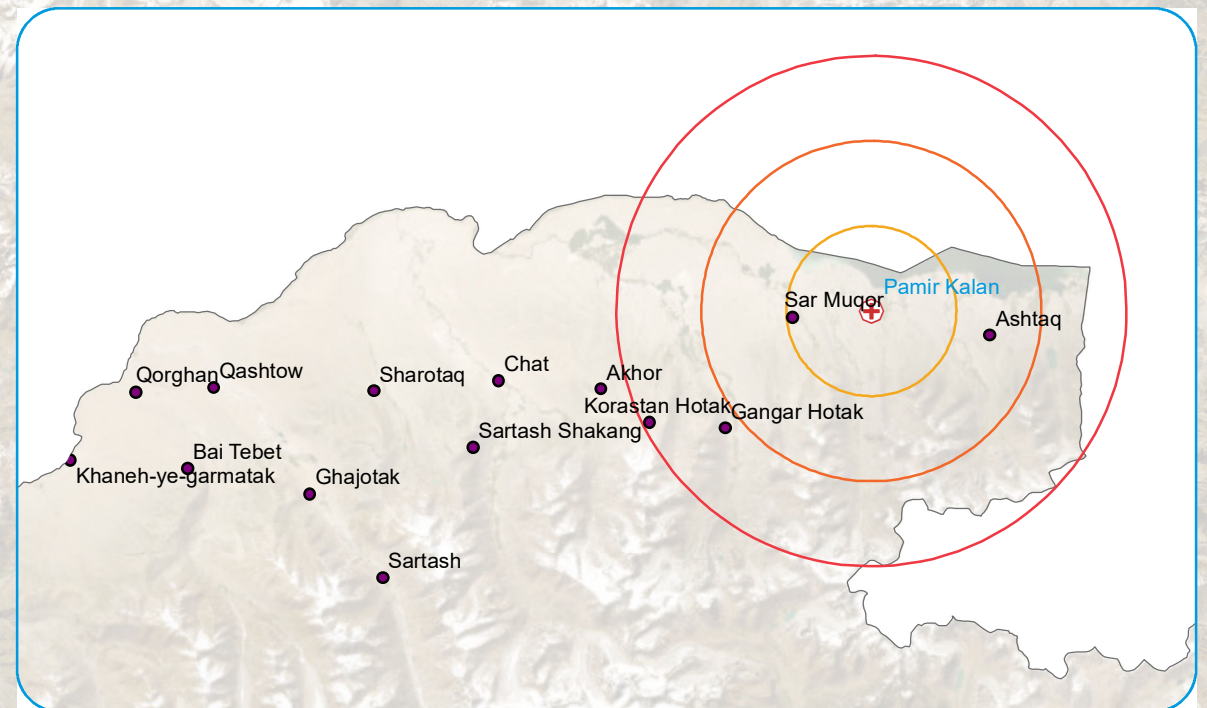 Pamir Kalan
Sar Muqor
Ashtaq
Chat
Qorghan
Qashtow
Sharotaq
Akhor
Korastan Hotak
Gangar Hotak
Sartash Shakang
Bai Tebet
Khaneh-ye-garmatak
Ghajotak
Sartash